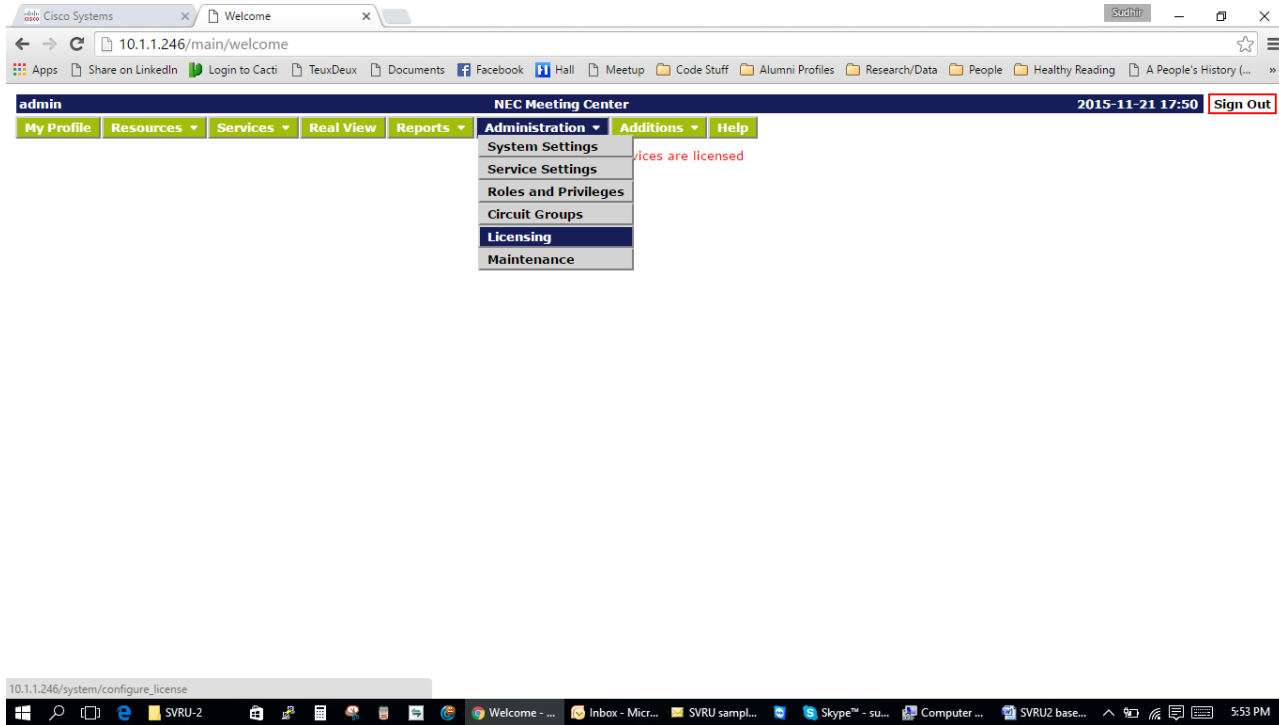 Cisco Systems Welcome Sudhir
10.1.1.246/main/welcome
Apps Share on LinkedIn Login to Cacti TeuxDeux Documents Facebook Hall Meetup Code Stuff Alumni Profiles Research/Data People Healthy Reading A People's History (... »
admin NEC Meeting Center 2015-11-21 17:50 Sign Out
My Profile Resources Services Real View Reports Administration Additions Help
System Settings
vices are licensed
Service Settings
Roles and Privileges
Circuit Groups
Licensing
Maintenance
10.1.1.246/system/configure_license
SVRU-2 Welcome - ... Inbox - Micr... SVRU sampl... Skype™ - su... Computer ... SVRU2 base... 5:53 PM